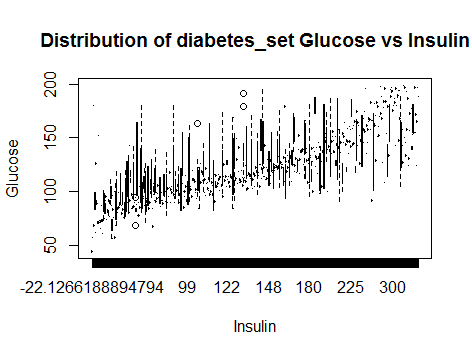 Distribution of diabetes_set Glucose vs Insulin
200
150
100
50
Glucose
-22.1266188894794 99 122 148 180 225 300
Insulin